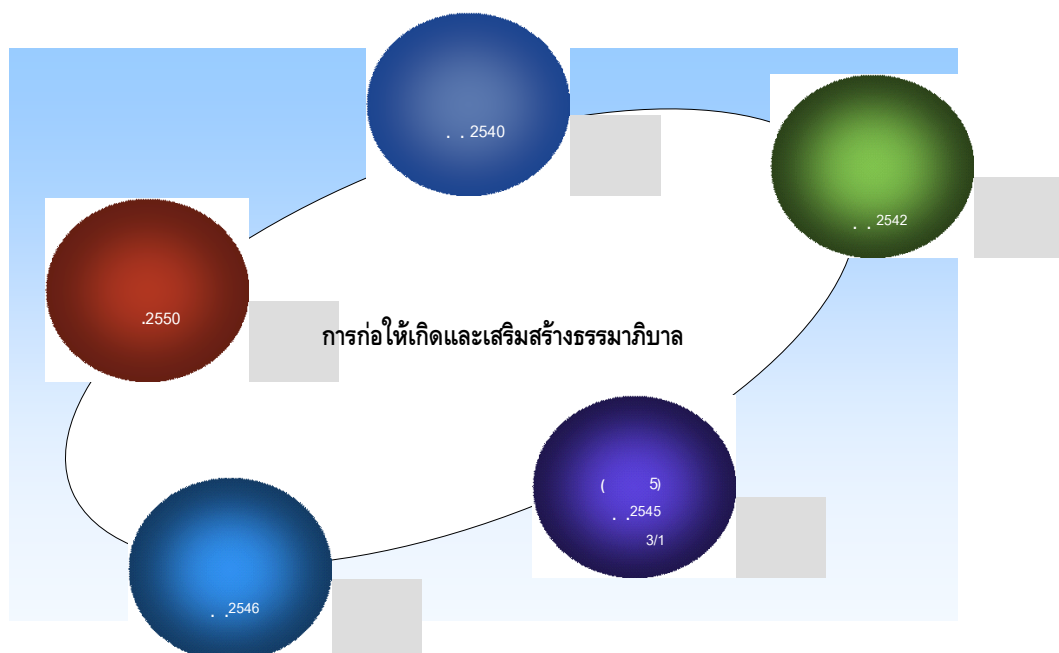 . . 2540
. . 2542
.2550
การก่อให้เกิดและเสริมสร้างธรรมาภิบาล
( 5)
. .2545
3/1
. .2546